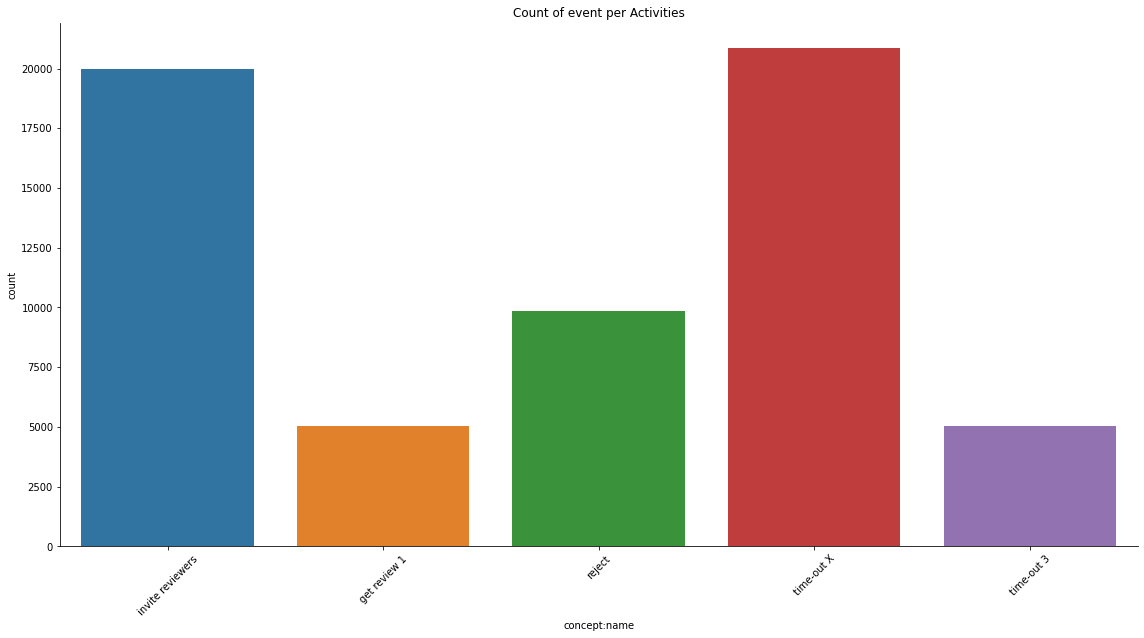 Count of event per Activities
20000
17500
15000
12500
10000
7500
5000
2500
0
count
invite reviewers
get review 1
reject
time-out X
time-out 3
concept:name